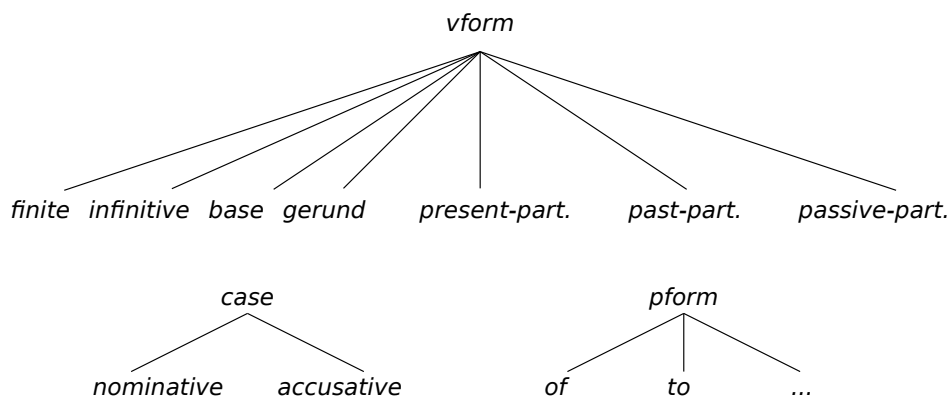 vform
finite infinitive base gerund present-part. past-part. passive-part.
case pform
nominative accusative of to ...